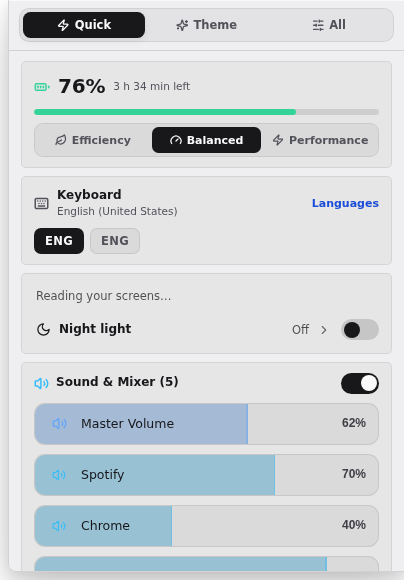 Quick Theme All
76% 3 h 34 min left
Efficiency Balanced Performance
Keyboard
English (United States)
Languages
ENG ENG
Reading your screens...
Night light Off
Sound & Mixer (5)
Master Volume 62%
Spotify 70%
Chrome 40%